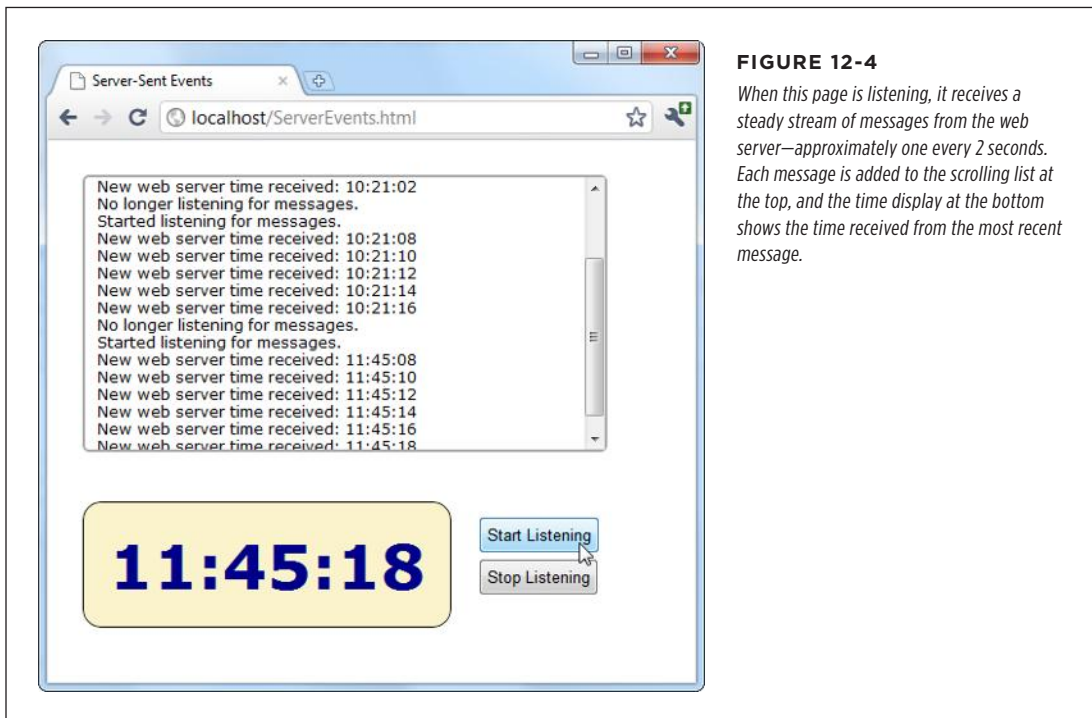 Server-Sent Events
localhost/ServerEvents.html
New web server time received: 10:21:02
No longer listening for messages.
Started listening for messages.
New web server time received: 10:21:08
New web server time received: 10:21:10
New web server time received: 10:21:12
New web server time received: 10:21:14
New web server time received: 10:21:16
No longer listening for messages.
Started listening for messages.
New web server time received: 11:45:08
New web server time received: 11:45:10
New web server time received: 11:45:12
New web server time received: 11:45:14
New web server time received: 11:45:16
New web server time received: 11:45:18
11:45:18
Start Listening
Stop Listening
FIGURE 12-4
When this page is listening, it receives a
steady stream of messages from the web
server—approximately one every 2 seconds.
Each message is added to the scrolling list at
the top, and the time display at the bottom
shows the time received from the most recent
message.